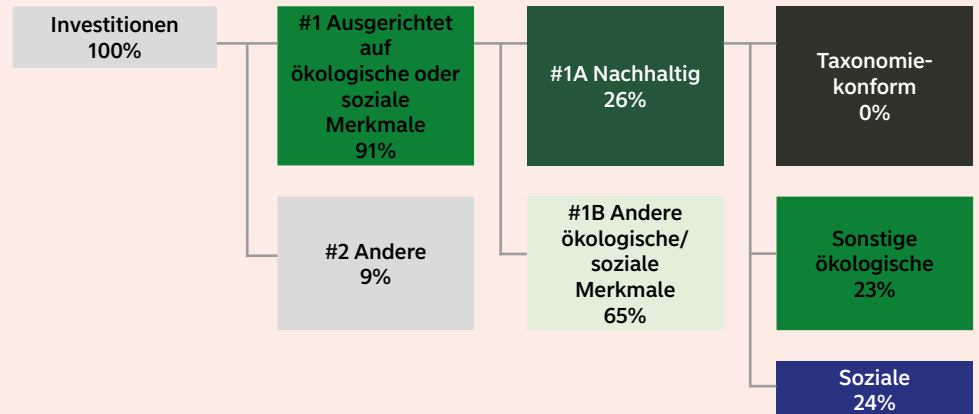 Investitionen
100%
#1 Ausgerichtet
auf
ökologische oder
soziale
Merkmale
91%
#1A Nachhaltig
26%
Taxonomie-
konform
0%
#2 Andere
9%
#1B Andere
ökologische/
soziale
Merkmale
65%
Sonstige
ökologische
23%
Soziale
24%